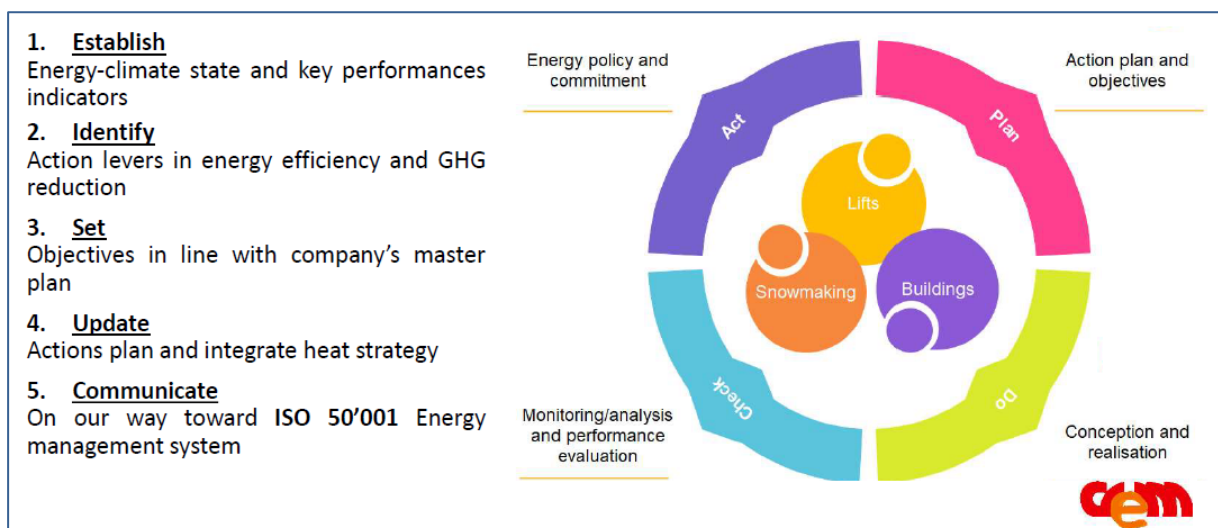 1. Establish
Energy-climate state and key performances
indicators
2. Identify
Action levers in energy efficiency and GHG
reduction
3. Set
Objectives in line with company's master
plan
4. Update
Actions plan and integrate heat strategy
5. Communicate
On our way toward ISO 50'001 Energy
management system
Energy policy and
commitment
Action plan and
objectives
Act
Plan
Lifts
Snowmaking
Buildings
Check
Do
Monitoring/analysis
and performance
evaluation
Conception and
realisation
crem